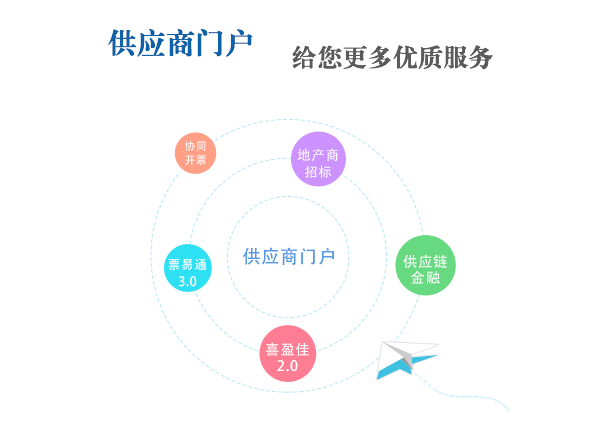 供应商门户
给您更多优质服务
协同
开票
地产商
招标
供应商门户
票易通
3.0
供应链
金融
喜盈佳
2.0